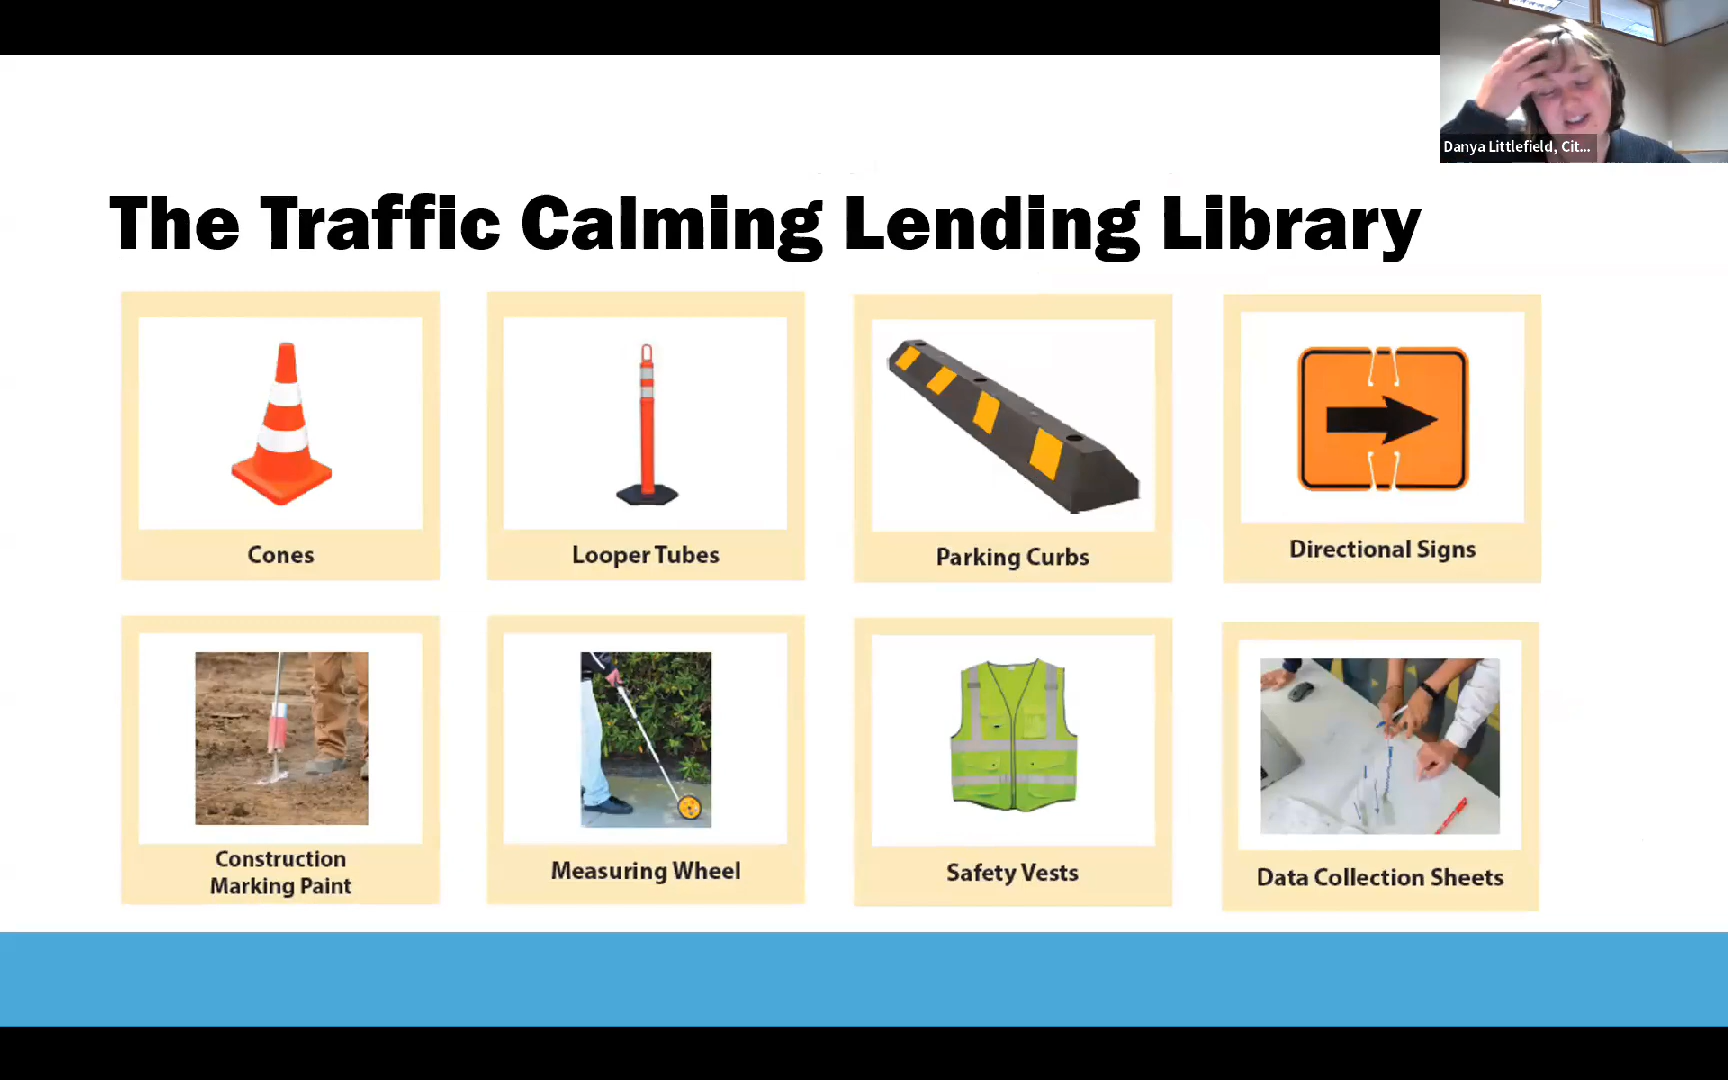 Danya Littlefield, Cit...
The Traffic Calming Lending Library
Cones
Looper Tubes
Parking Curbs
Directional Signs
Construction
Marking Paint
Measuring Wheel
Safety Vests
Data Collection Sheets